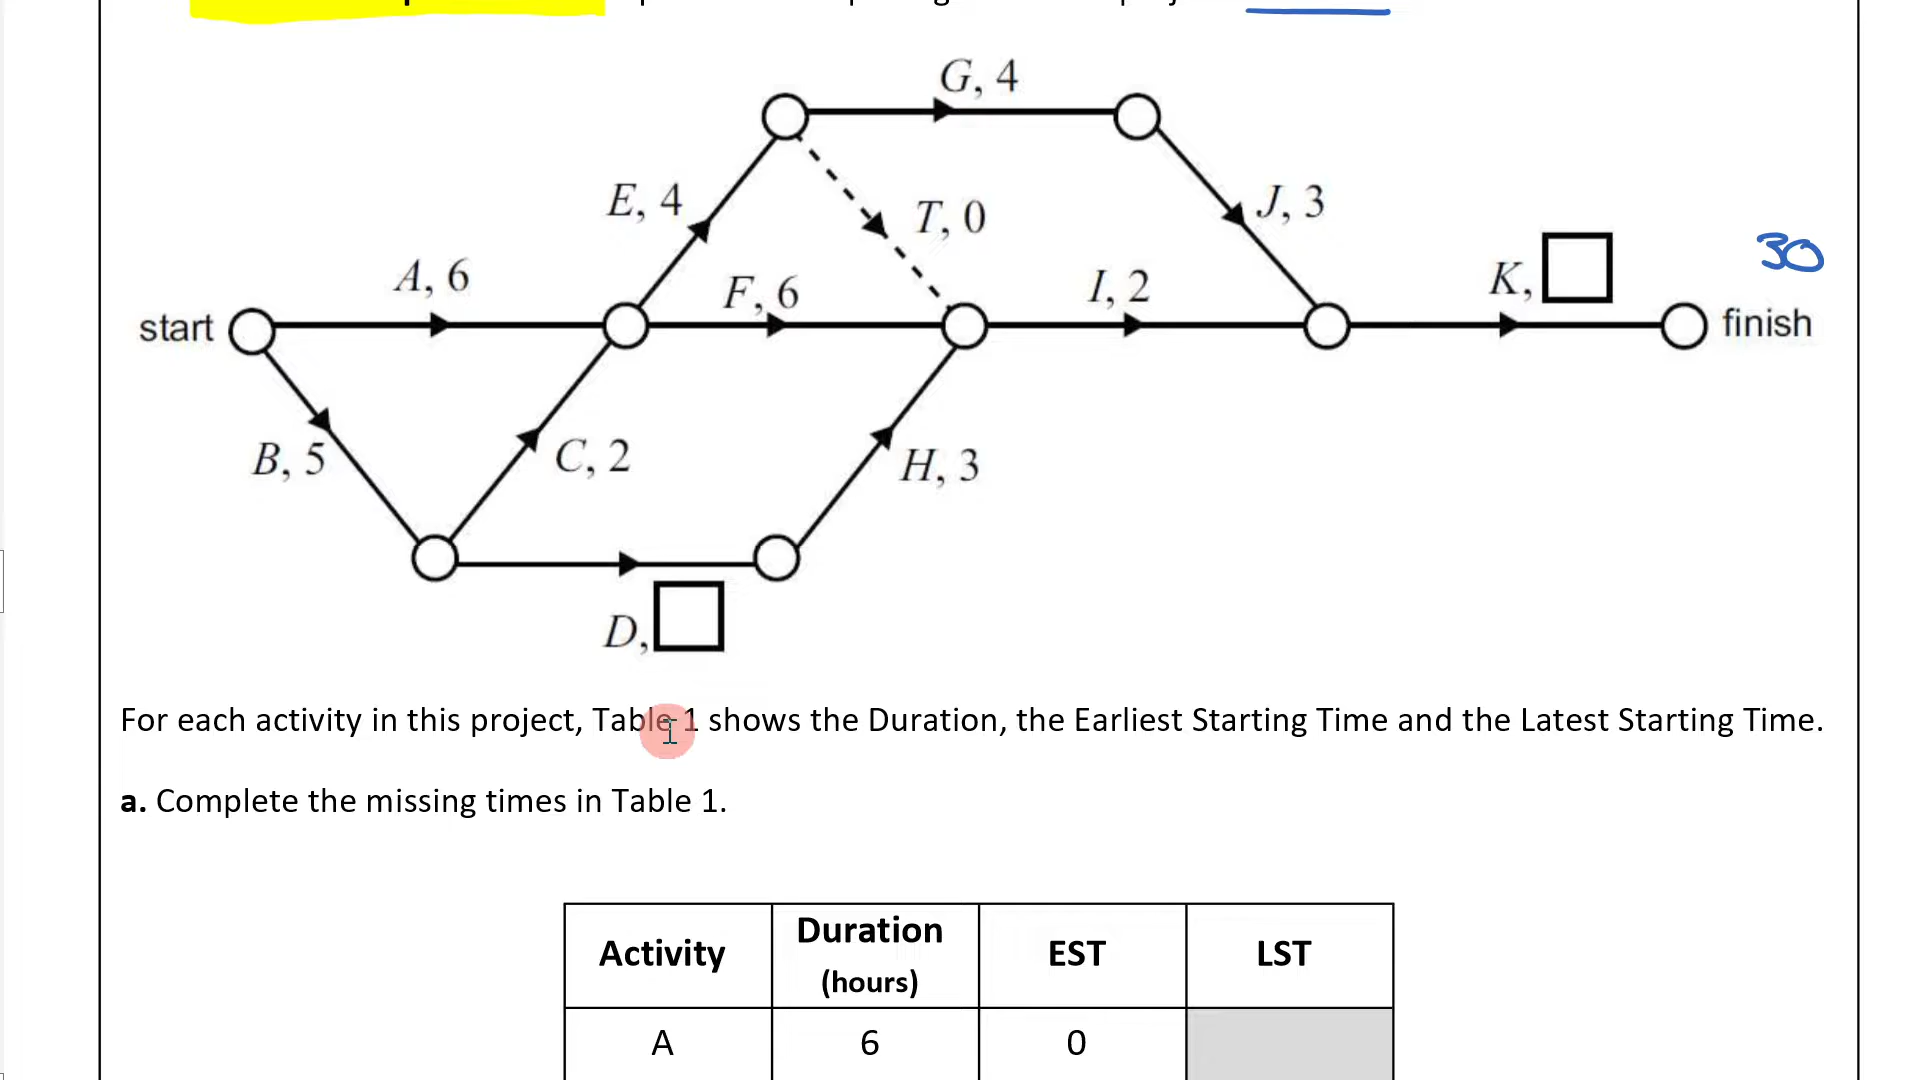 G, 4
E, 4
T, 0
J, 3
30
A, 6
F, 6
I, 2
K,
start
finish
B, 5
C, 2
H, 3
D,
For each activity in this project, Table 1 shows the Duration, the Earliest Starting Time and the Latest Starting Time.
a. Complete the missing times in Table 1.
Activity Duration (hours) EST LST
A 6 0